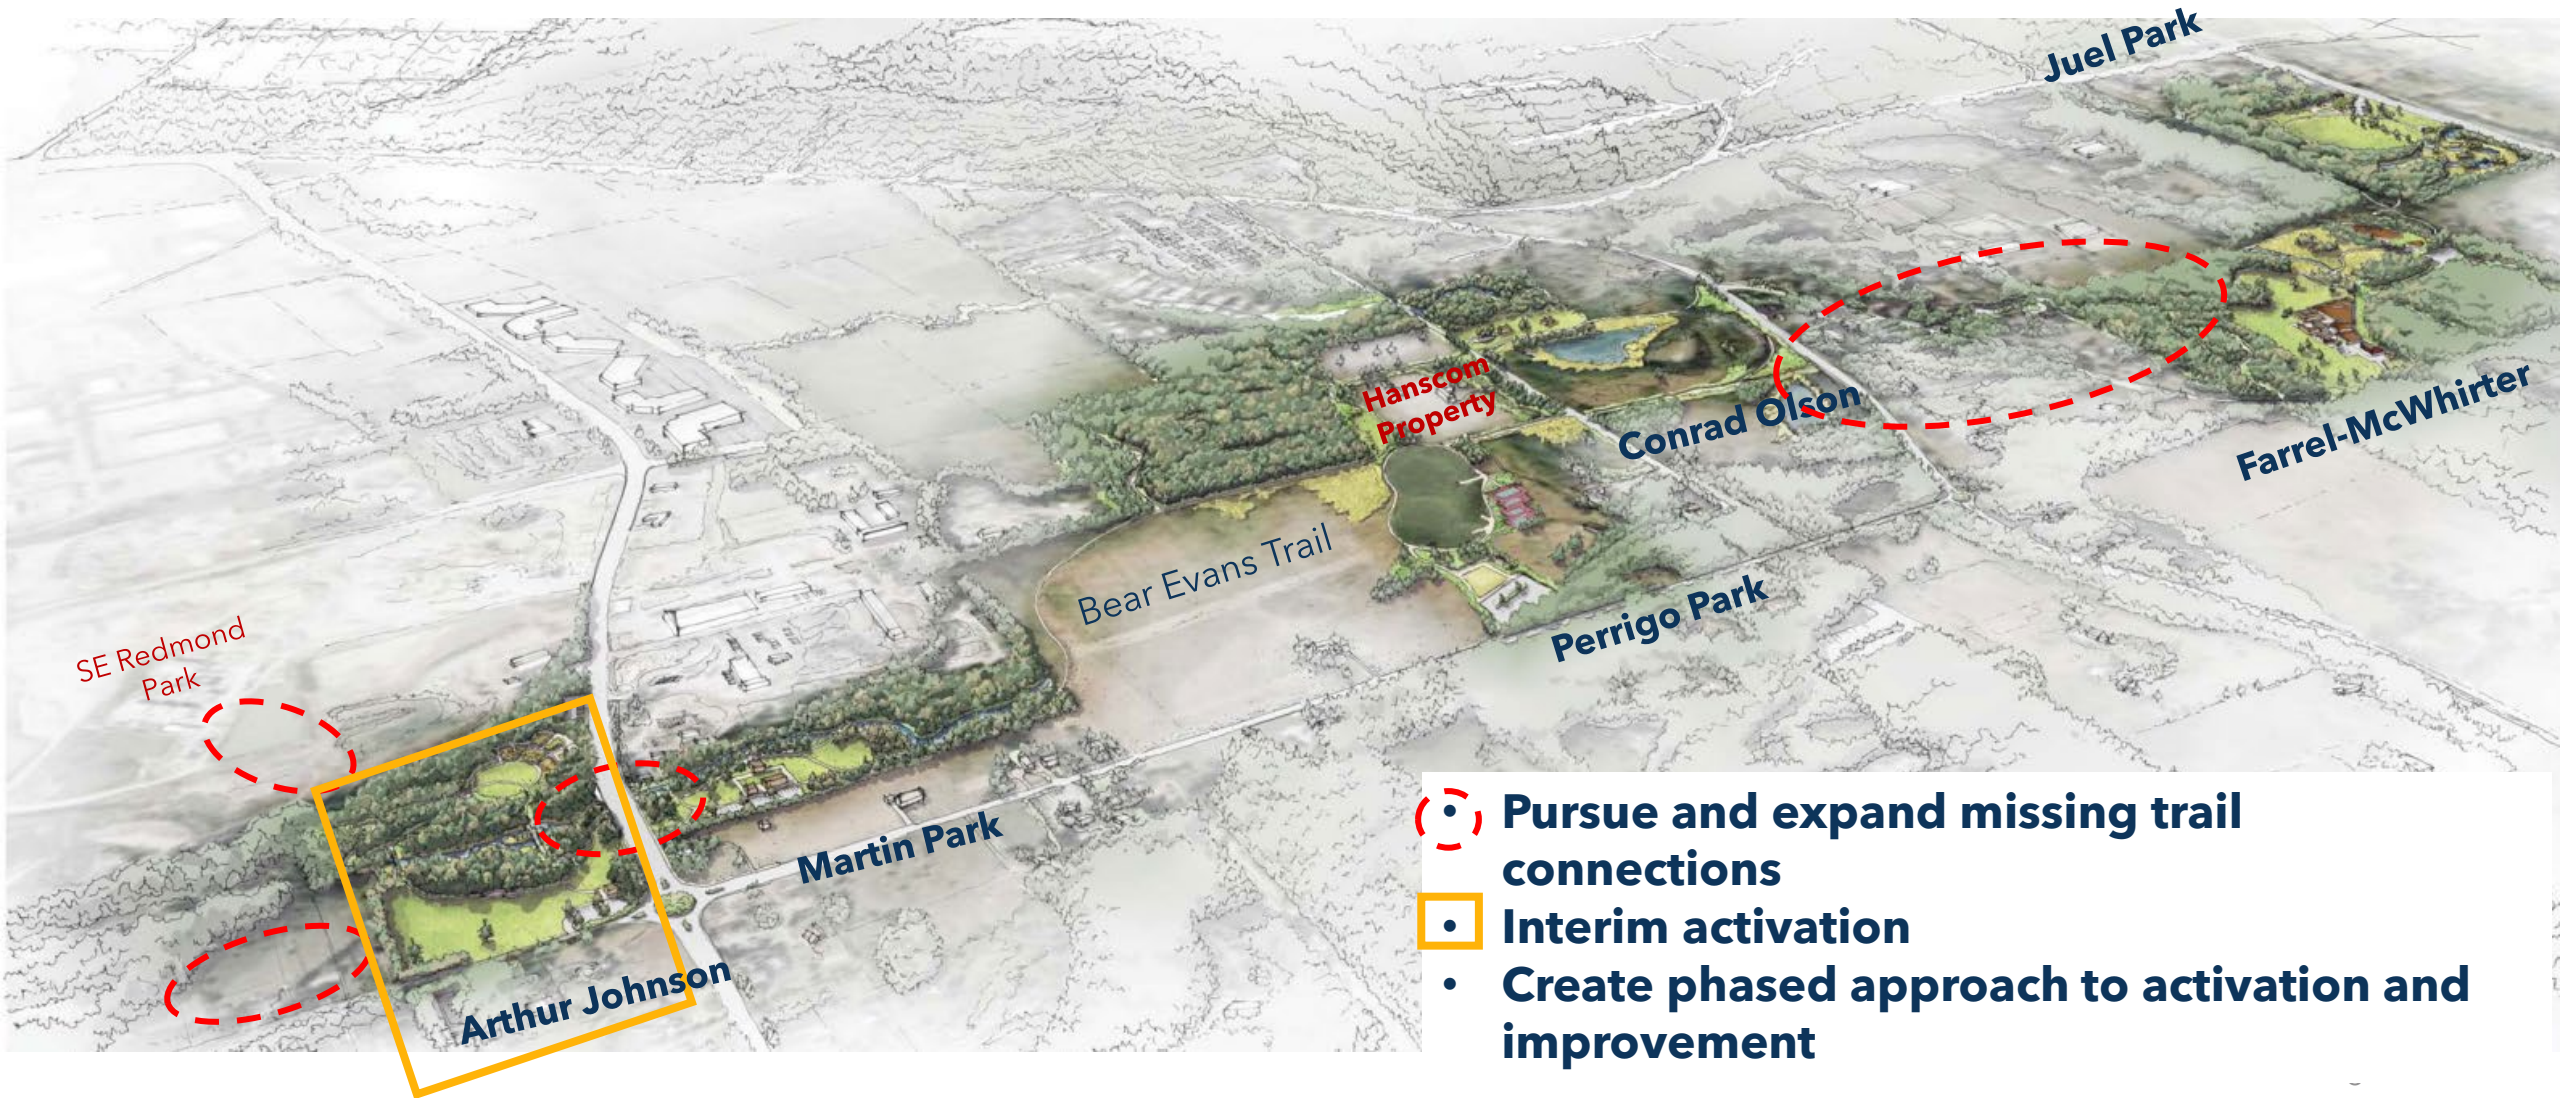 Juel Park
Hanscom
Property
Conrad Olson
Farrel-McWhirter
Bear Evans Trail
Perrigo Park
SE Redmond
Park
Martin Park
Arthur Johnson
• Pursue and expand missing trail
connections
• Interim activation
• Create phased approach to activation and
improvement